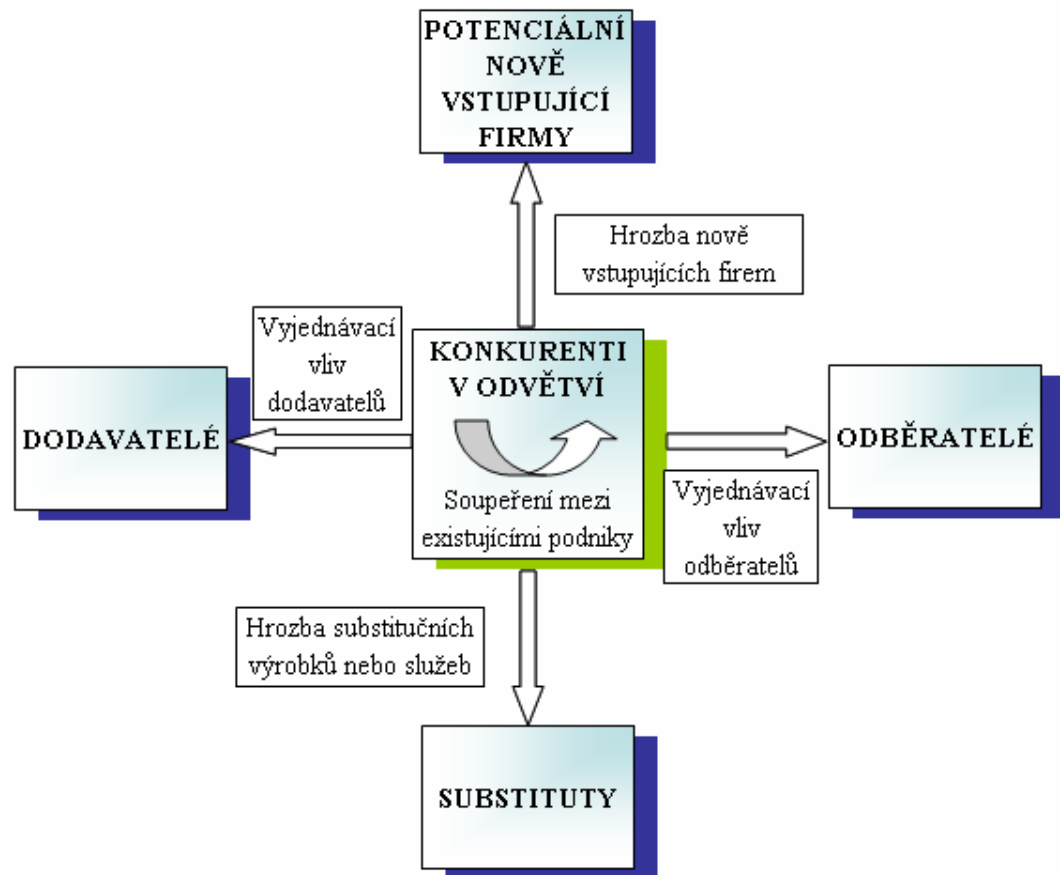 POTENCIÁLNÍ
NOVĚ
VSTUPUJÍCÍ
FIRMY
Hrozba nově
vstupujících firem
Vyjednávací
vliv
dodavatelů
KONKURENTI
V ODVĚTVÍ
DODAVATELÉ
ODBĚRATELÉ
Soupeření mezi
existujícími podniky
Vyjednávací
vliv
odběratelů
Hrozba substitučních
výrobků nebo služeb
SUBSTITUTY